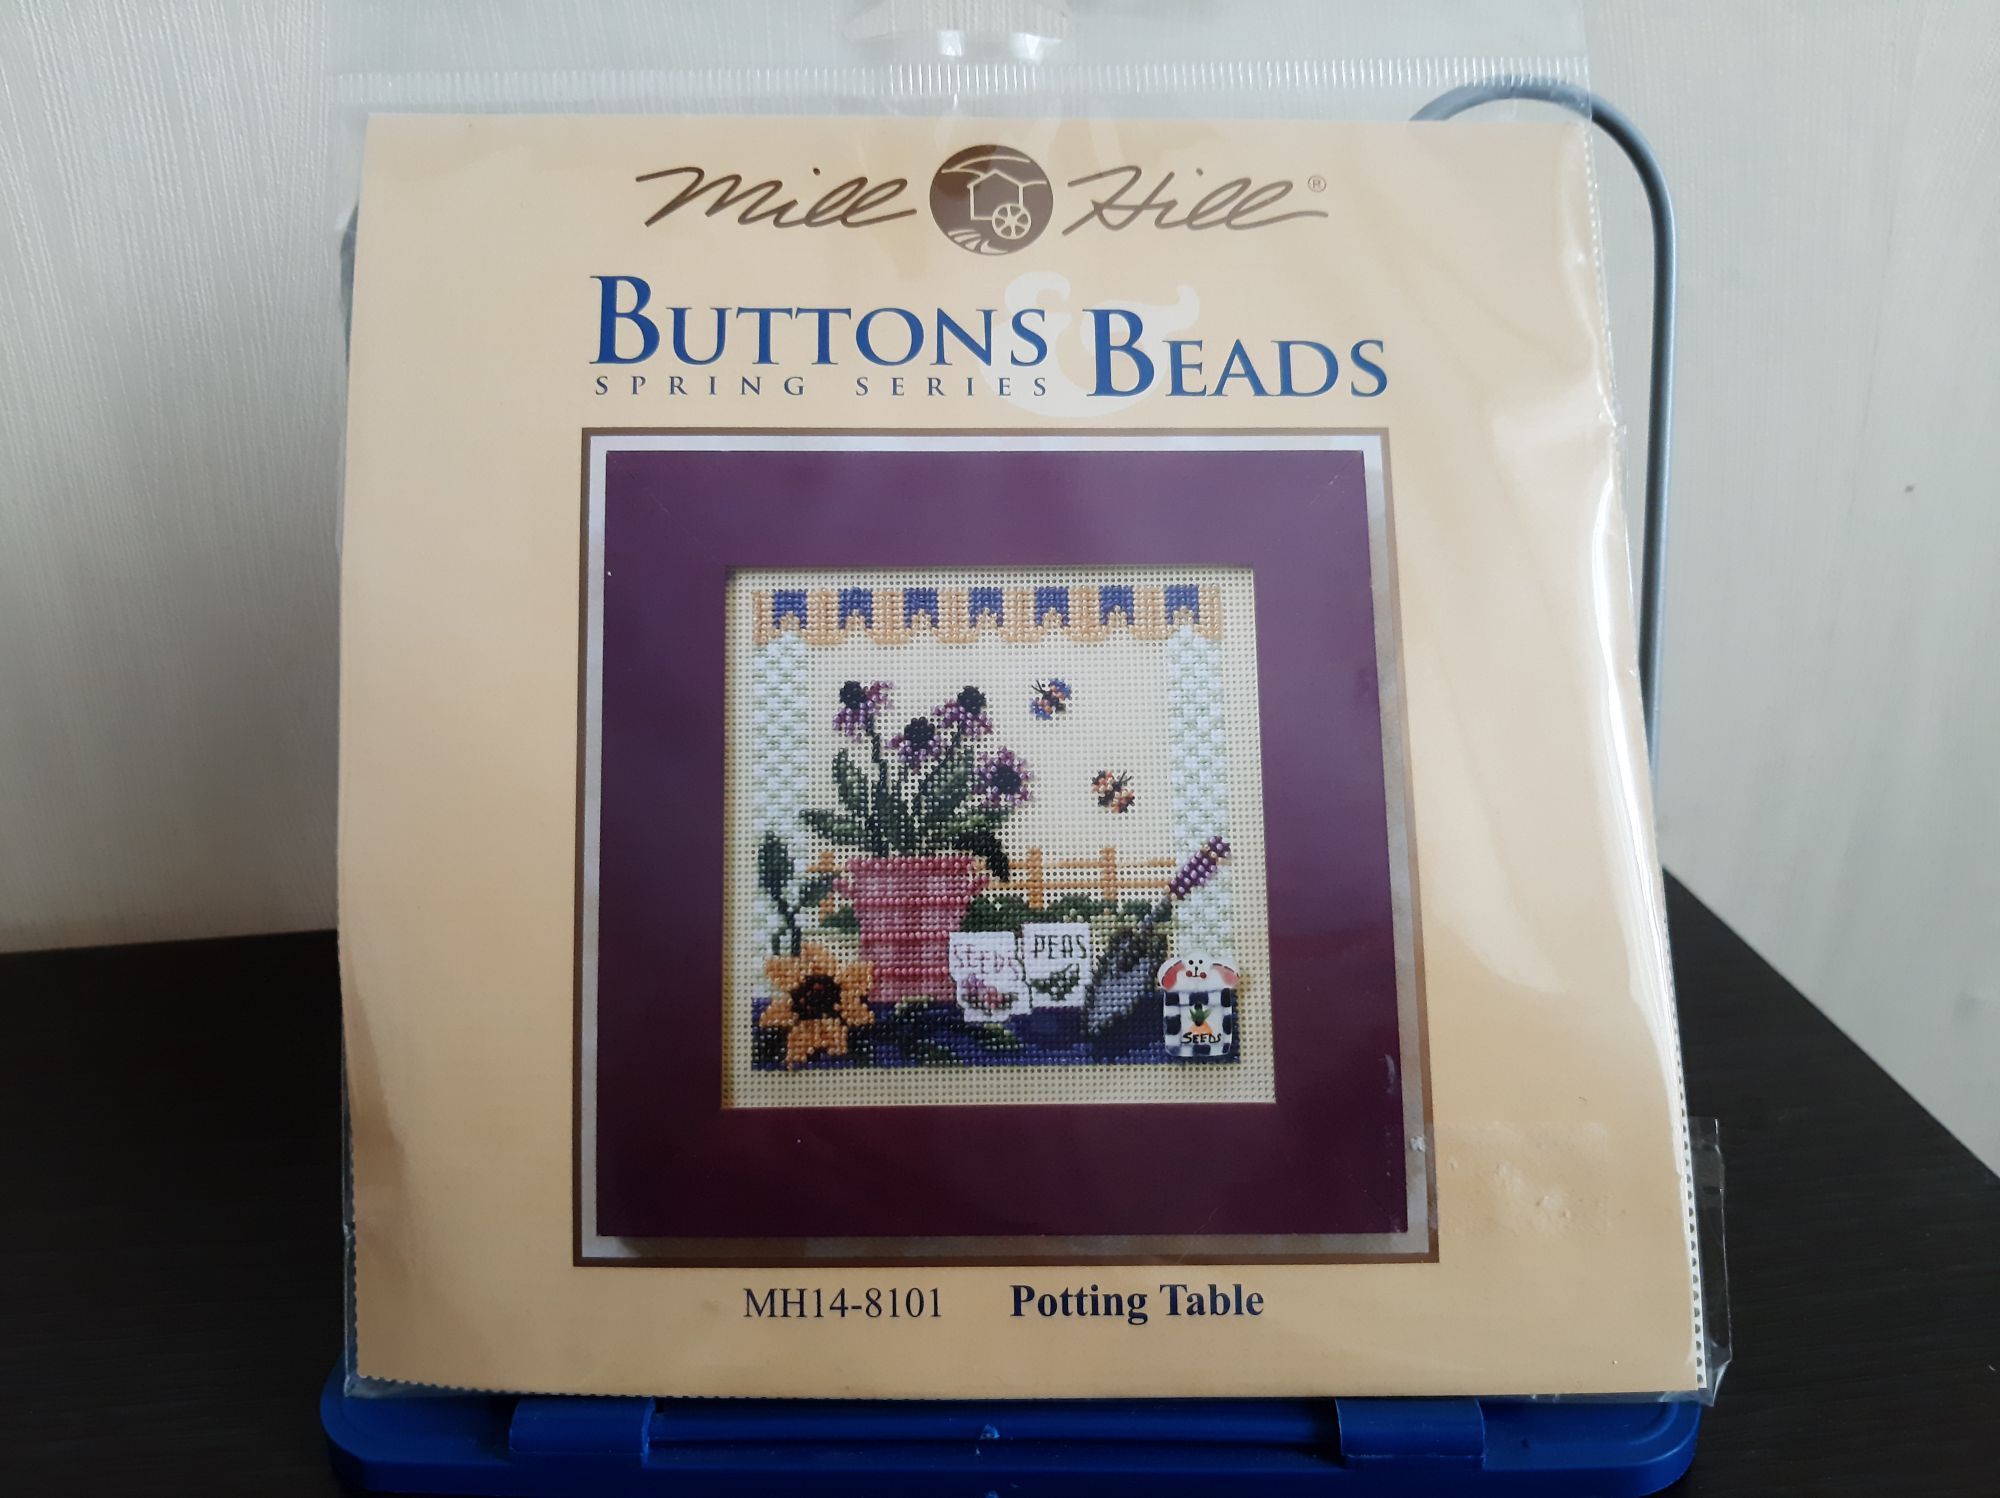 Mill Hill®
BUTTONS & BEADS
SPRING SERIES
SEEDS
PEAS
SEEDS
MH14-8101 Potting Table